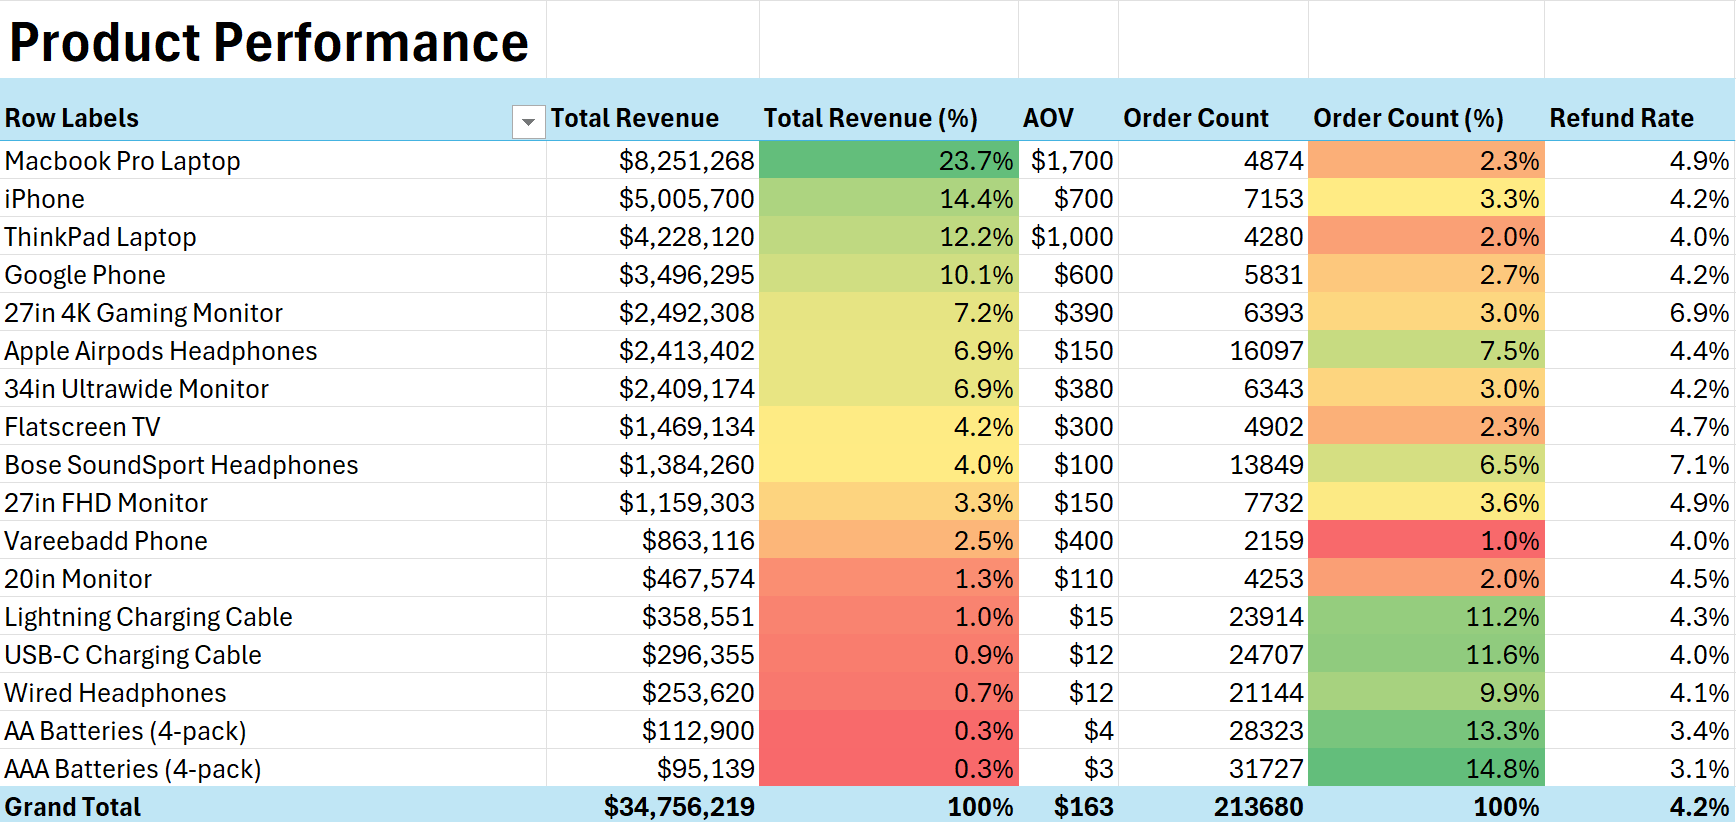 Product Performance
Row Labels Total Revenue Total Revenue (%) AOV Order Count Order Count (%) Refund Rate
Macbook Pro Laptop $8,251,268 23.7% $1,700 4874 2.3% 4.9%
iPhone $5,005,700 14.4% $700 7153 3.3% 4.2%
ThinkPad Laptop $4,228,120 12.2% $1,000 4280 2.0% 4.0%
Google Phone $3,496,295 10.1% $600 5831 2.7% 4.2%
27in 4K Gaming Monitor $2,492,308 7.2% $390 6393 3.0% 6.9%
Apple Airpods Headphones $2,413,402 6.9% $150 16097 7.5% 4.4%
34in Ultrawide Monitor $2,409,174 6.9% $380 6343 3.0% 4.2%
Flatscreen TV $1,469,134 4.2% $300 4902 2.3% 4.7%
Bose SoundSport Headphones $1,384,260 4.0% $100 13849 6.5% 7.1%
27in FHD Monitor $1,159,303 3.3% $150 7732 3.6% 4.9%
Vareebadd Phone $863,116 2.5% $400 2159 1.0% 4.0%
20in Monitor $467,574 1.3% $110 4253 2.0% 4.5%
Lightning Charging Cable $358,551 1.0% $15 23914 11.2% 4.3%
USB-C Charging Cable $296,355 0.9% $12 24707 11.6% 4.0%
Wired Headphones $253,620 0.7% $12 21144 9.9% 4.1%
AA Batteries (4-pack) $112,900 0.3% $4 28323 13.3% 3.4%
AAA Batteries (4-pack) $95,139 0.3% $3 31727 14.8% 3.1%
Grand Total $34,756,219 100% $163 213680 100% 4.2%